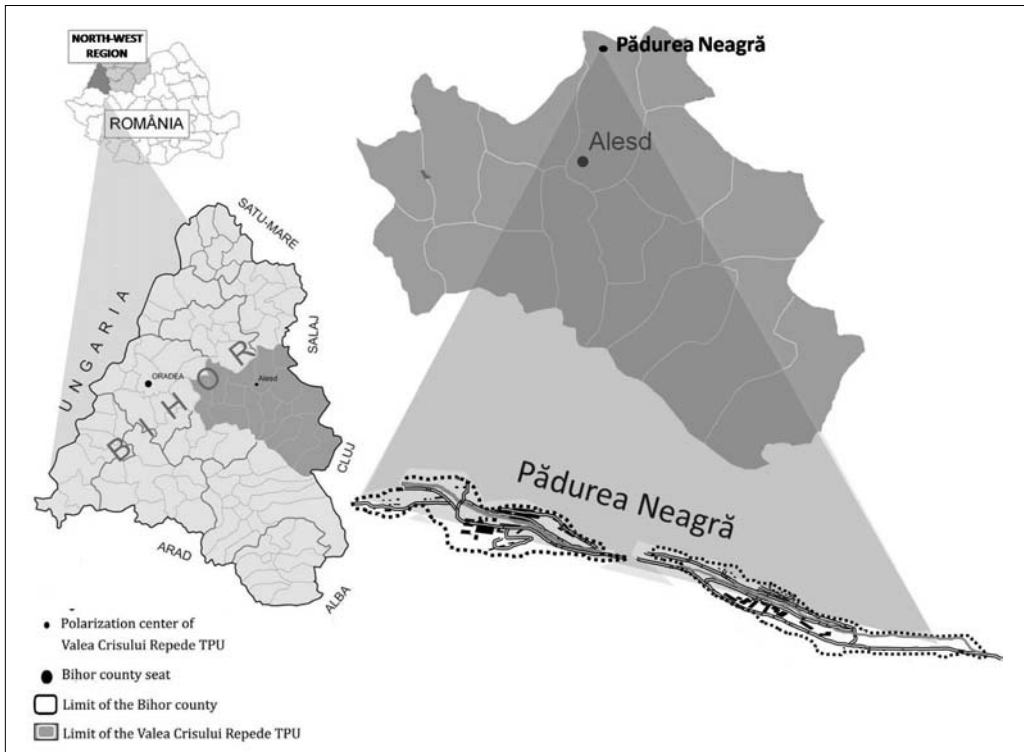 NORTH-WEST
REGION
ROMÂNIA
Pădurea Neagră
Alesd
SATU-MARE
UNGARIA
SALAJ
BIHOR
ORADEA
Alesd
CLUJ
ARAD
ALBA
Pădurea Neagră
Polarization center of
Valea Crisului Repede TPU
Bihor county seat
Limit of the Bihor county
Limit of the Valea Crisului Repede TPU